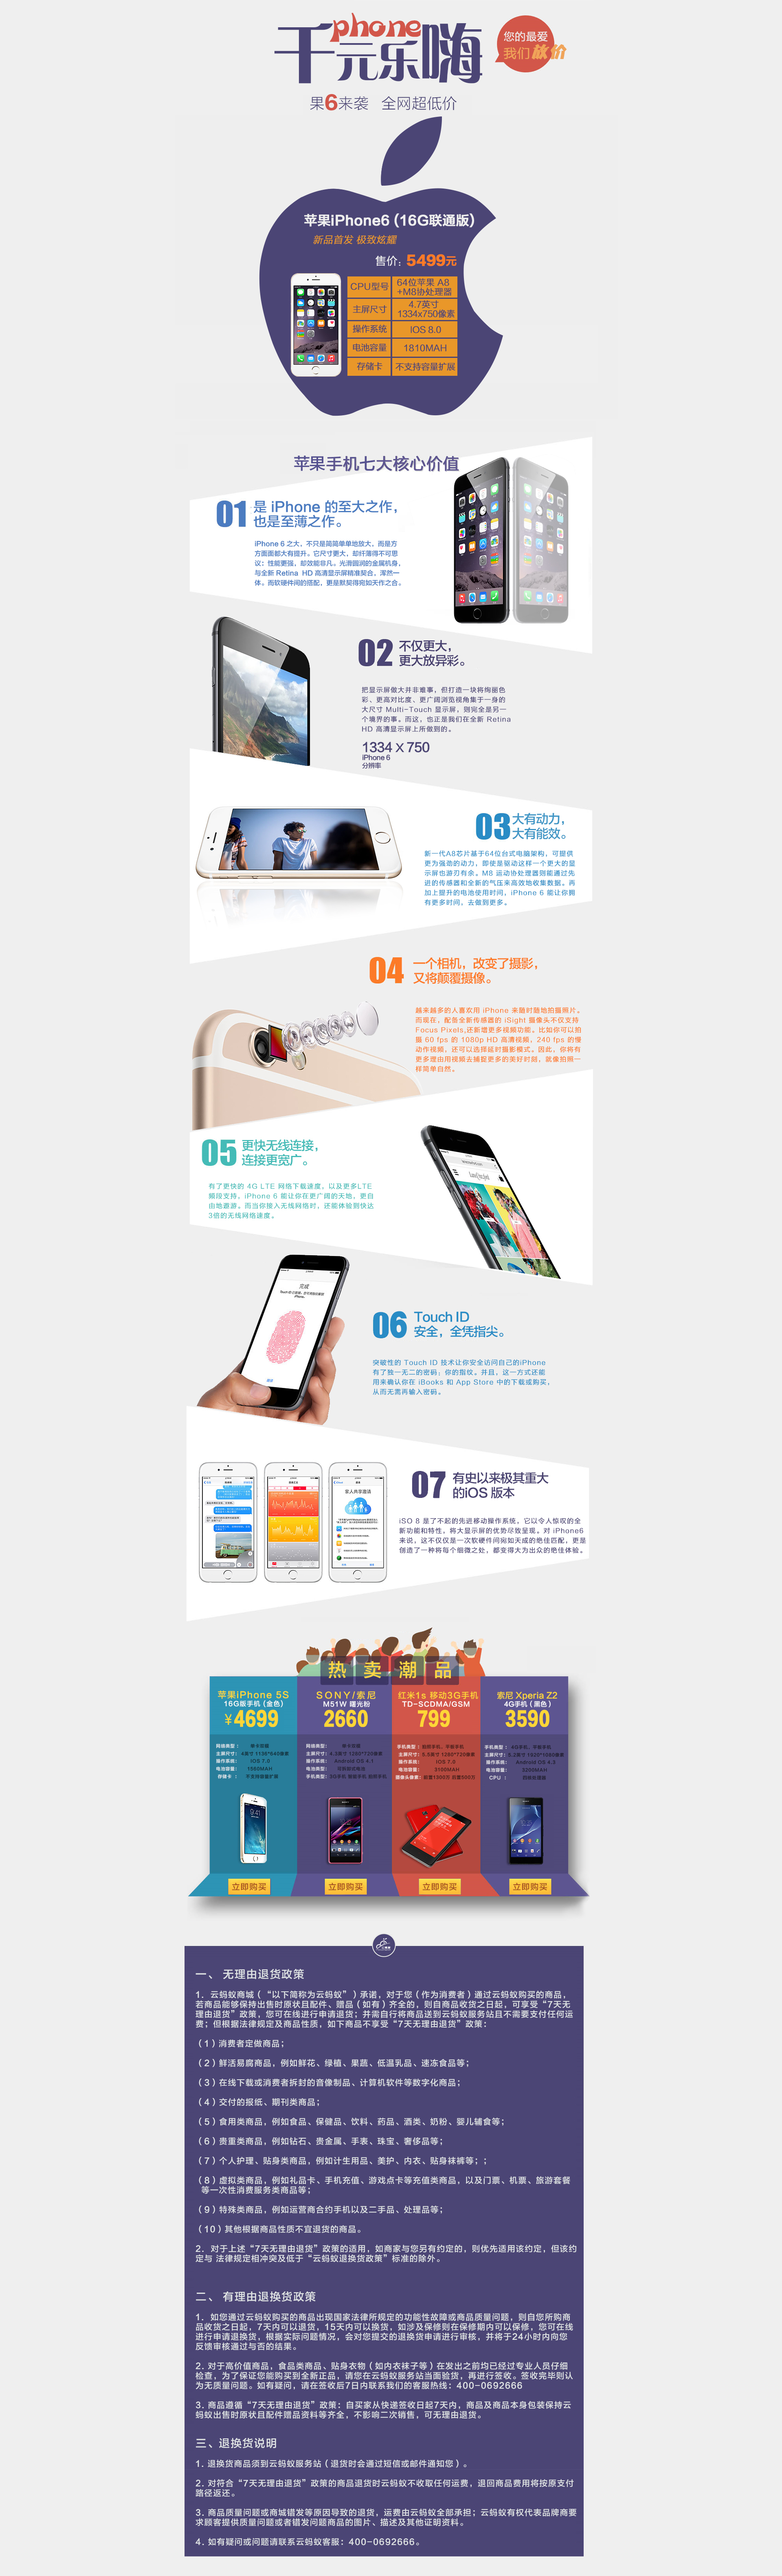 phone
千元乐嗨
您的最爱
我们放价
果6来袭 全网超低价
苹果iPhone6 (16G联通版)
新品首发 极致炫耀
售价：5499元
CPU型号 64位苹果 A8
+M8协处理器
主屏尺寸 4.7英寸
1334x750像素
操作系统 IOS 8.0
电池容量 1810MAH
存储卡 不支持容量扩展
苹果手机七大核心价值
01 是 iPhone 的至大之作，
也是至薄之作。
iPhone 6 之大，不只是简简单单地放大，而是方
方面面都大有提升。它尺寸更大，却纤薄得不可思
议；性能更强，却效能非凡。光滑圆润的金属机身，
与全新 Retina HD 高清显示屏精准契合，浑然一
体。而软硬件间的搭配，更是默契得宛如天作之合。
02 不仅更大，
更大放异彩。
把显示屏做大并非难事，但打造一块将绚丽色
彩、更高对比度、更广阔浏览视角集于一身的
大尺寸 Multi-Touch 显示屏，则完全是另一
个境界的事。而这，也正是我们在全新 Retina
HD 高清显示屏上所做到的。
1334 X 750
iPhone 6
分辨率
03 大有动力，
大有能效。
新一代A8芯片基于64位台式电脑架构，可提供
更为强劲的动力，即使是驱动这样一个更大的显
示屏也游刃有余。M8 运动协处理器则能通过先
进的传感器和全新的气压来高效地收集数据。再
加上提升的电池使用时间，iPhone 6 能让你拥
有更多时间，去做到更多。
04 一个相机，改变了摄影，
又将颠覆摄像。
越来越多的人喜欢用 iPhone 来随时随地拍摄照片。
而现在，配备全新传感器的 iSight 摄像头不仅支持
Focus Pixels,还新增更多视频功能。比如你可以拍
摄 60 fps 的 1080p HD 高清视频，240 fps 的慢
动作视频，还可以选择延时摄影模式。因此，你将有
更多理由用视频去捕捉更多的美好时刻，就像拍照一
样简单自然。
05 更快无线连接，
连接更宽广。
有了更快的 4G LTE 网络下载速度，以及更多LTE
频段支持，iPhone 6 能让你在更广阔的天地，更自
由地遨游。而当你接入无线网络时，还能体验到快达
3倍的无线网络速度。
完成
06 Touch ID
安全，全凭指尖。
突破性的 Touch ID 技术让你安全访问自己的iPhone
有了独一无二的密码：你的指纹。并且，这一方式还能
用来确认你在 iBooks 和 App Store 中的下载或购买，
从而无需再输入密码。
07 有史以来极其重大
的iOS 版本
iSO 8 是了不起的先进移动操作系统，它以令人惊叹的全
新功能和特性，将大显示屏的优势尽致呈现。对 iPhone6
来说，这不仅仅是一次软硬件间宛如天成的绝佳匹配，更是
创造了一种将每个细微之处，都变得大为出众的绝佳体验。
家人共享邀请
热卖潮品
苹果iPhone 5S
16G版手机 (金色)
¥4699
网络类型： 单卡双模
主屏尺寸： 4英寸 1136*640像素
操作系统： IOS 7.0
存储卡： 不支持容量扩展
立即购买
SONY/索尼
M51W 曙光粉
2660
网络类型： 单卡双模
操作系统： Android OS 4.1
立即购买
红米1s 移动3G手机
TD-SCDMA/GSM
799
立即购买
索尼 Xperia Z2
4G手机 (黑色)
3590
CPU：
立即购买
一、 无理由退货政策
1. 云蚂蚁商城（“以下简称为云蚂蚁”）承诺，对于您（作为消费者）通过云蚂蚁购买的商品，
若商品能够保持出售时原状且配件、赠品（如有）齐全的，则自商品收货之日起，可享受“7天无
理由退货”政策，您可在线进行申请退货；并需自行将商品送到云蚂蚁服务站且不需要支付任何运
费；但根据法律规定及商品性质，如下商品不享受“7天无理由退货”政策：
（1）消费者定做商品；
（2）鲜活易腐商品，例如鲜花、绿植、果蔬、低温乳品、速冻食品等；
（3）在线下载或消费者拆封的音像制品、计算机软件等数字化商品；
（4）交付的报纸、期刊类商品；
（5）食用类商品，例如食品、保健品、饮料、药品、酒类、奶粉、婴儿辅食等；
（6）贵重类商品，例如钻石、贵金属、手表、珠宝、奢侈品等；
（7）个人护理、贴身类商品，例如计生用品、美护、内衣、贴身袜裤等；；
（8）虚拟类商品，例如礼品卡、手机充值、游戏点卡等充值类商品，以及门票、机票、旅游套餐
等一次性消费服务类商品等；
（9）特殊类商品，例如运营商合约手机以及二手品、处理品等；
（10）其他根据商品性质不宜退货的商品。
2. 对于上述“7天无理由退货”政策的适用，如商家与您另有约定的，则优先适用该约定，但该约
定与 法律规定相冲突及低于“云蚂蚁退换货政策”标准的除外。
二、 有理由退换货政策
1. 如您通过云蚂蚁购买的商品出现国家法律所规定的功能性故障或商品质量问题，则自您所购商
品收货之日起，7天内可以退货，15天内可以换货，如涉及保修则在保修期内可以保修，您可在线
进行申请退换货，根据实际问题情况，会对您提交的退换货申请进行审核，并将于24小时内向您
反馈审核通过与否的结果。
2. 对于高价值商品，食品类商品、贴身衣物（如内衣袜子等）在发出之前均已经过专业人员仔细
检查，为了保证您能购买到全新正品，请您在云蚂蚁服务站当面验货，再进行签收。签收完毕则认
为无质量问题。如有疑问，请在签收后7日内联系我们的客服热线：400-0692666
3. 商品遵循“7天无理由退货”政策：自买家从快递签收日起7天内，商品及商品本身包装保持云
蚂蚁出售时原状且配件赠品资料等齐全，不影响二次销售，可无理由退货。
三、退换货说明
1. 退换货商品须到云蚂蚁服务站（退货时会通过短信或邮件通知您）。
2. 对符合“7天无理由退货”政策的商品退货时云蚂蚁不收取任何运费，退回商品费用将按原支付
路径返还。
3. 商品质量问题或商城错发等原因导致的退货，运费由云蚂蚁全部承担；云蚂蚁有权代表品牌商要
求顾客提供质量问题或者错发问题商品的图片、描述及其他证明资料。
4. 如有疑问或问题请联系云蚂蚁客服：400-0692666。